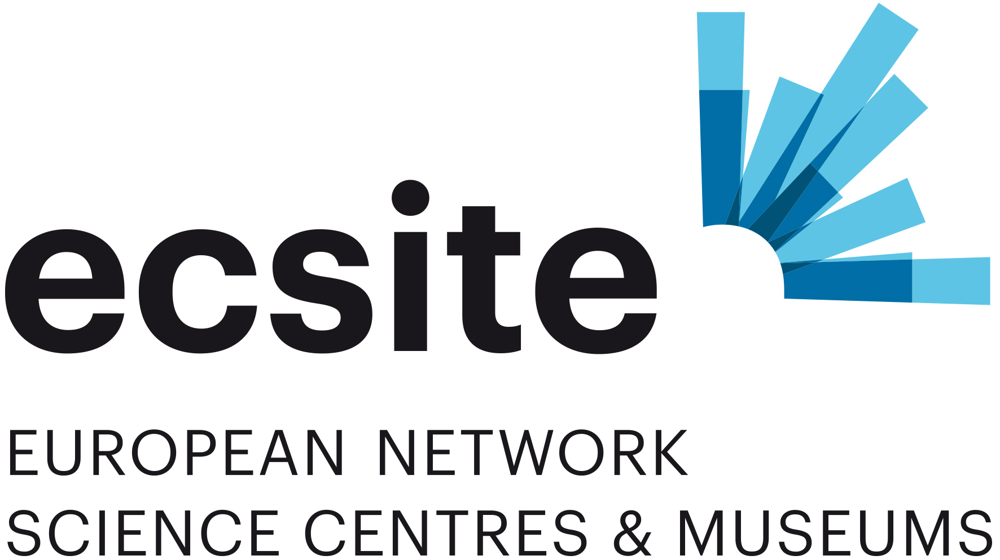 ecsite
EUROPEAN NETWORK
SCIENCE CENTRES & MUSEUMS